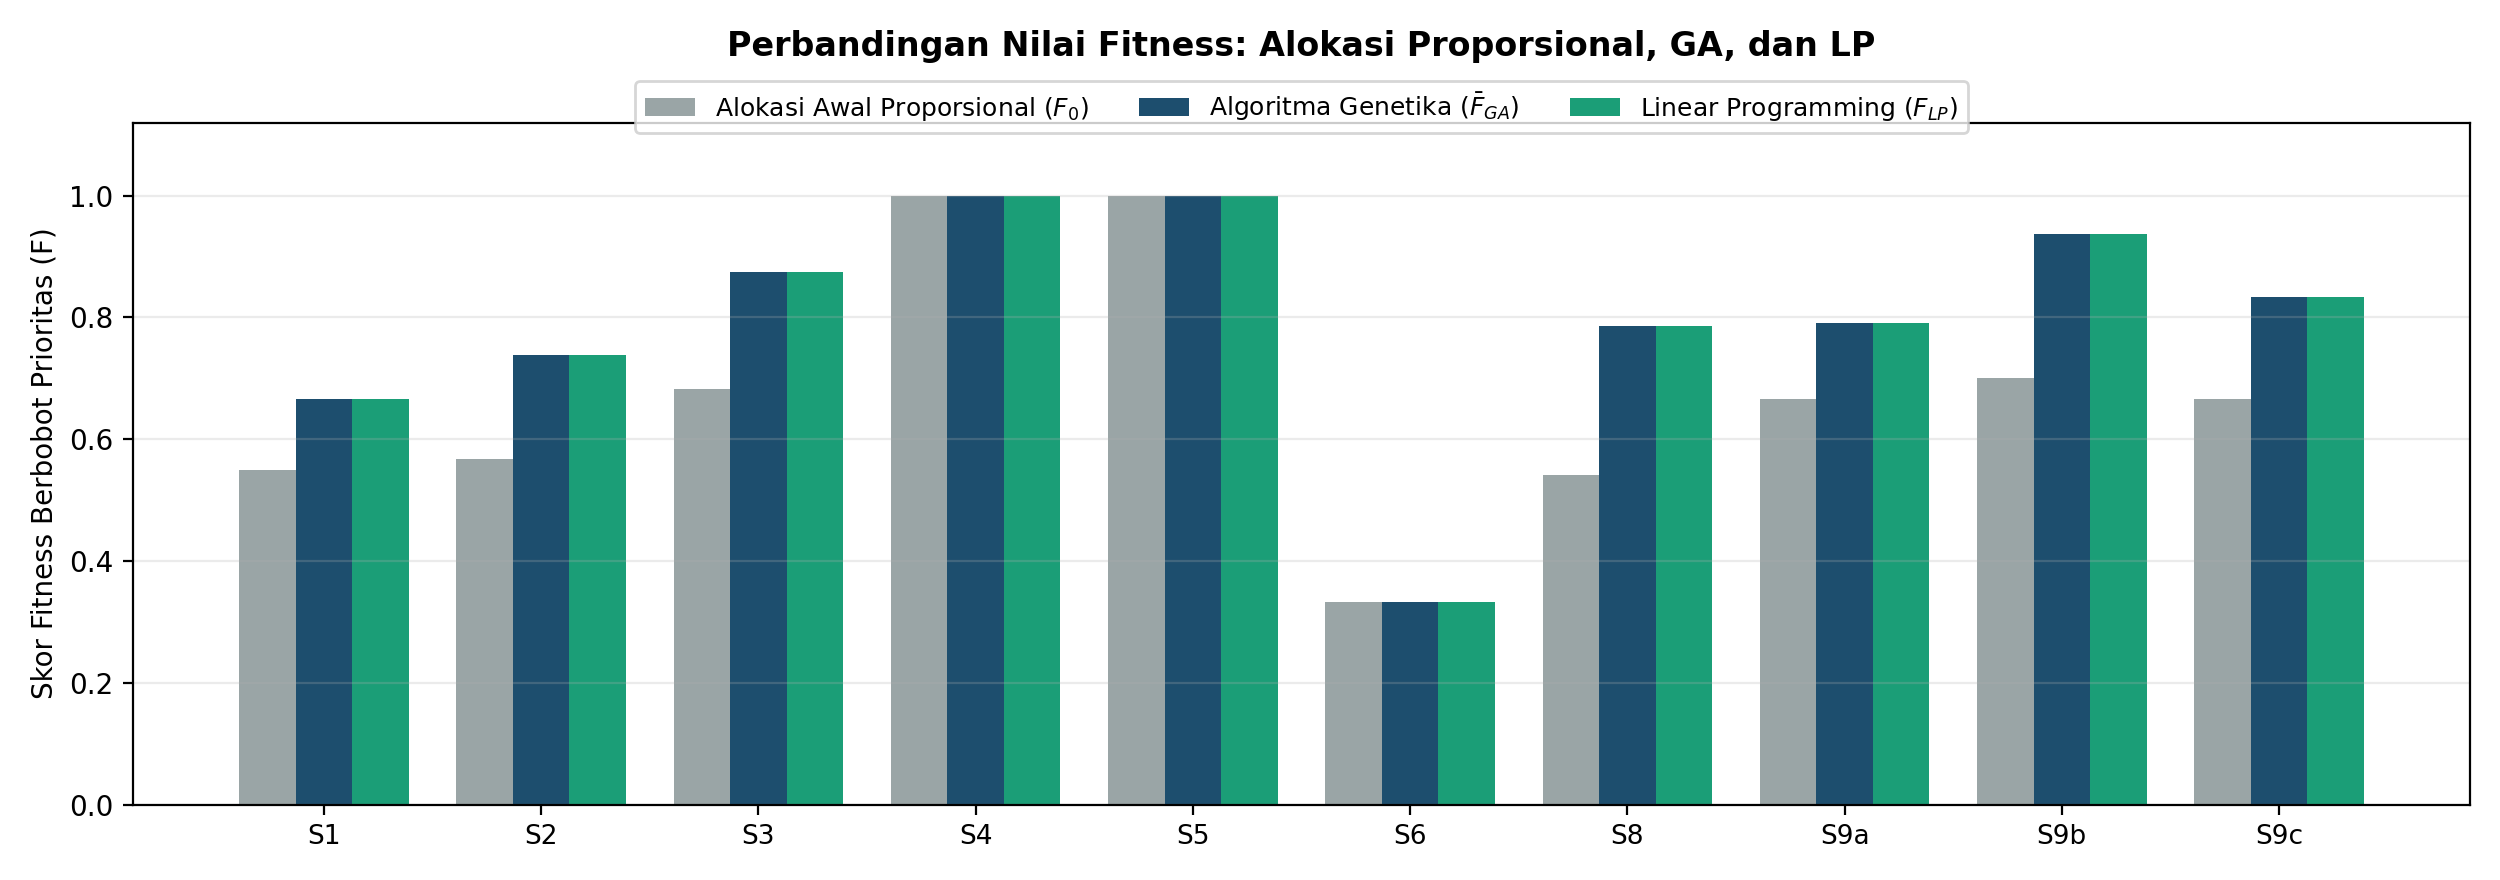 Perbandingan Nilai Fitness: Alokasi Proporsional, GA, dan LP
Alokasi Awal Proporsional (F₀) Algoritma Genetika (F̄_GA) Linear Programming (F_LP)
Skor Fitness Berbobot Prioritas (F)
1.0
0.8
0.6
0.4
0.2
0.0
S1 S2 S3 S4 S5 S6 S8 S9a S9b S9c